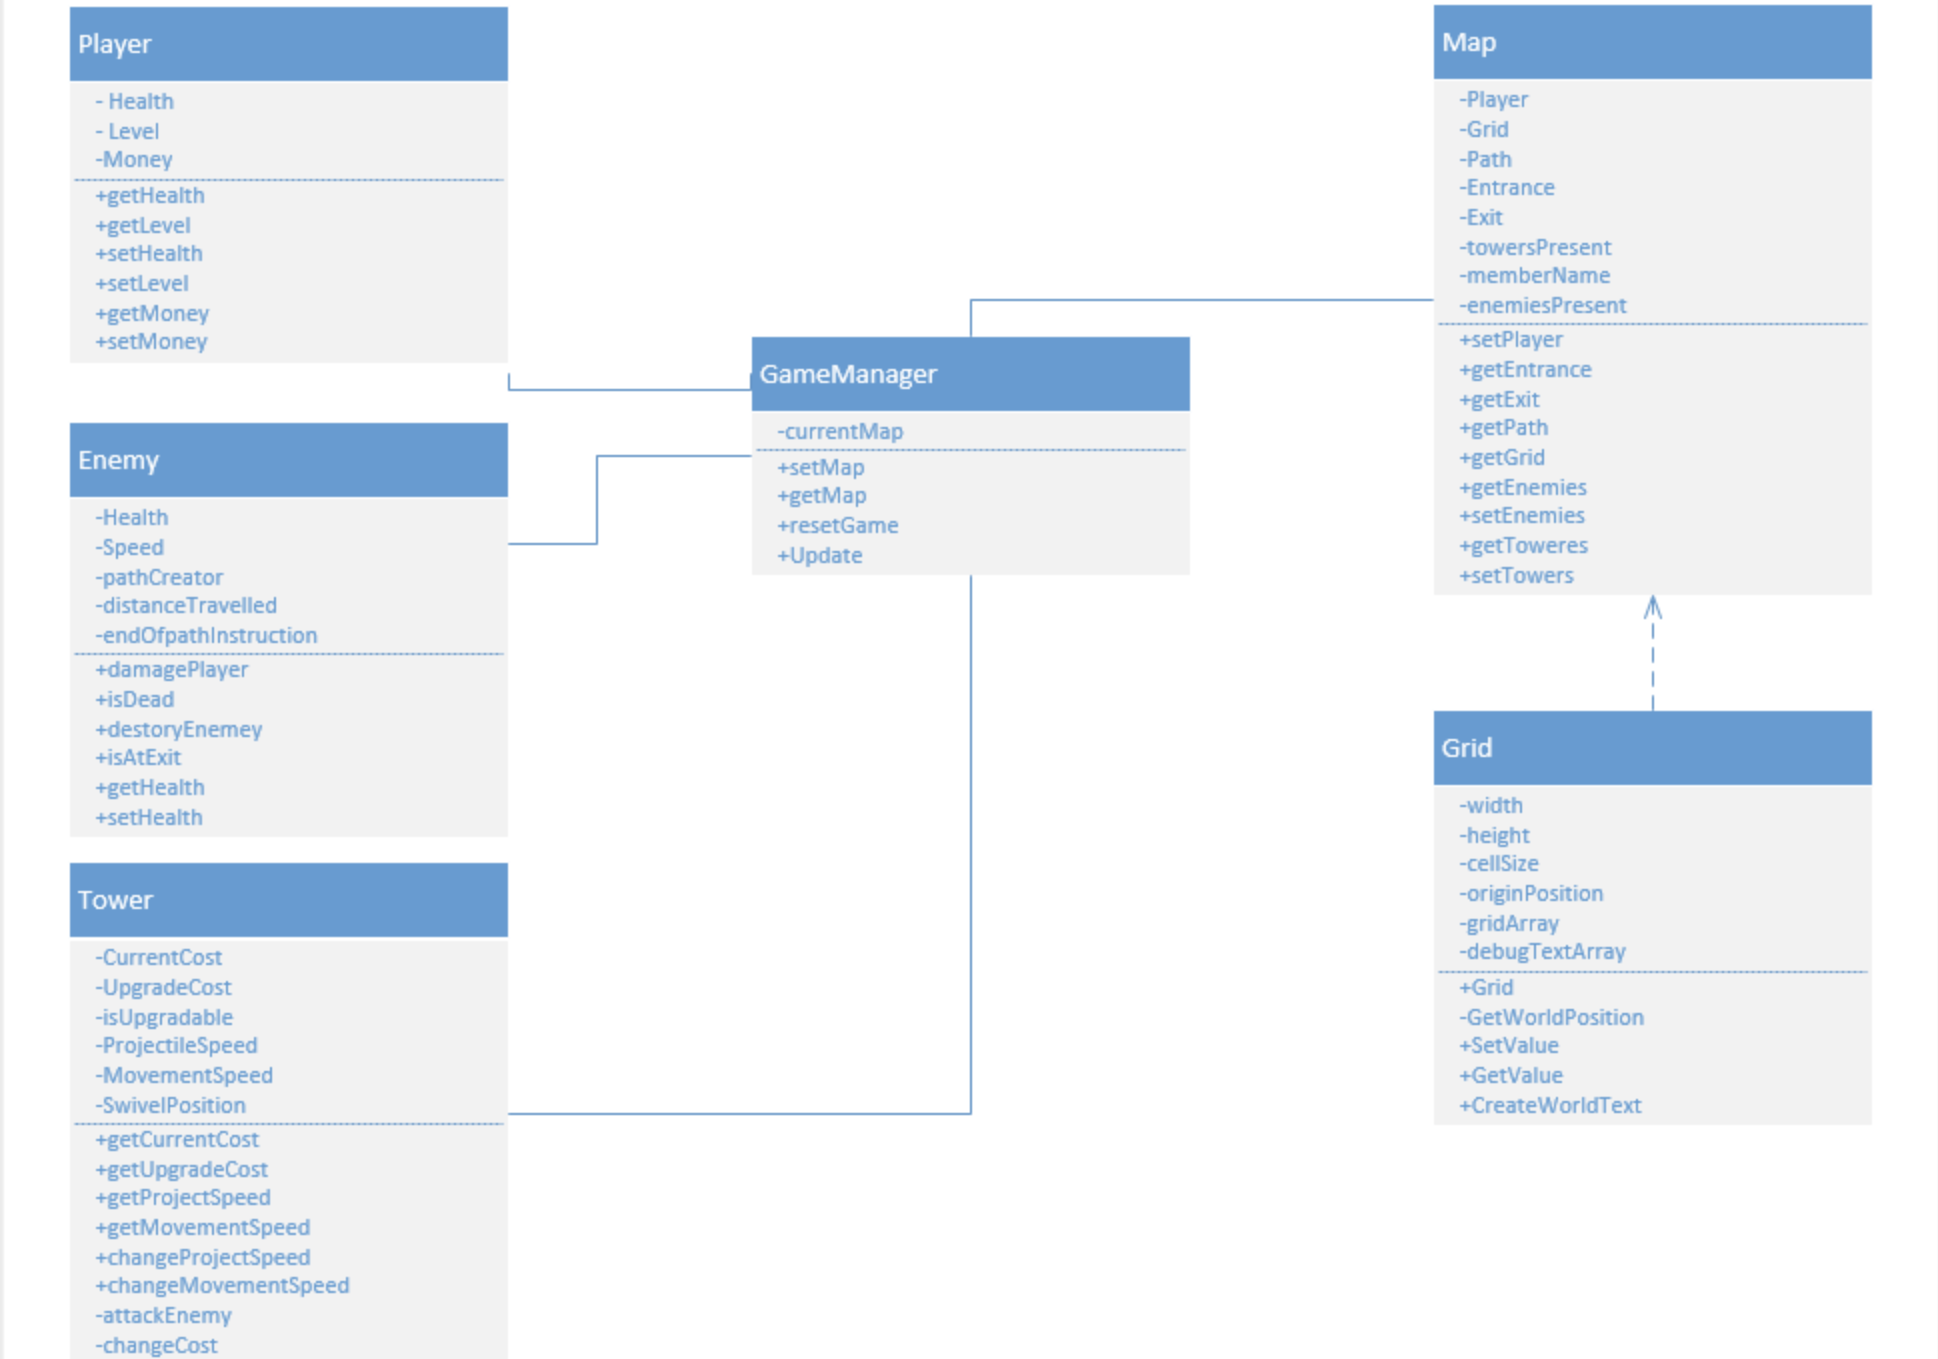 Player
- Health
- Level
-Money
+getHealth
+getLevel
+setHealth
+setLevel
+getMoney
+setMoney
Enemy
-Health
-Speed
-pathCreator
-distanceTravelled
-endOfpathInstruction
+damagePlayer
+isDead
+destoryEnemey
+isAtExit
+getHealth
+setHealth
Tower
-CurrentCost
-UpgradeCost
-isUpgradable
-ProjectileSpeed
-MovementSpeed
-SwivelPosition
+getCurrentCost
+getUpgradeCost
+getProjectSpeed
+getMovementSpeed
+changeProjectSpeed
+changeMovementSpeed
-attackEnemy
-changeCost
GameManager
-currentMap
+setMap
+getMap
+resetGame
+Update
Map
-Player
-Grid
-Path
-Entrance
-Exit
-towersPresent
-memberName
-enemiesPresent
+setPlayer
+getEntrance
+getExit
+getPath
+getGrid
+getEnemies
+setEnemies
+getToweres
+setTowers
Grid
-width
-height
-cellSize
-originPosition
-gridArray
-debugTextArray
+Grid
-GetWorldPosition
+SetValue
+GetValue
+CreateWorldText